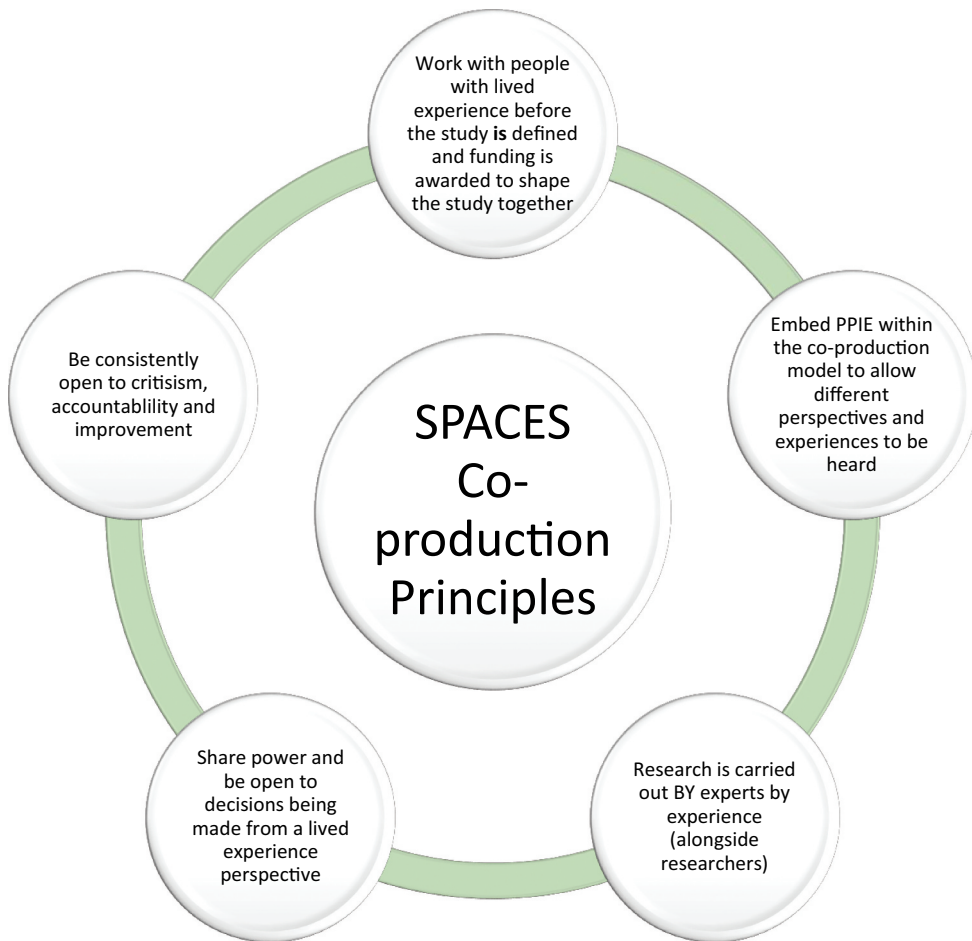 Work with people
with lived
experience before
the study is defined
and funding is
awarded to shape
the study together
Embed PPIE within
the co-production
model to allow
different
perspectives and
experiences to be
heard
Research is carried
out BY experts by
experience
(alongside
researchers)
Share power and
be open to
decisions being
made from a lived
experience
perspective
Be consistently
open to critisism,
accountablility and
improvement
SPACES
Co-
production
Principles